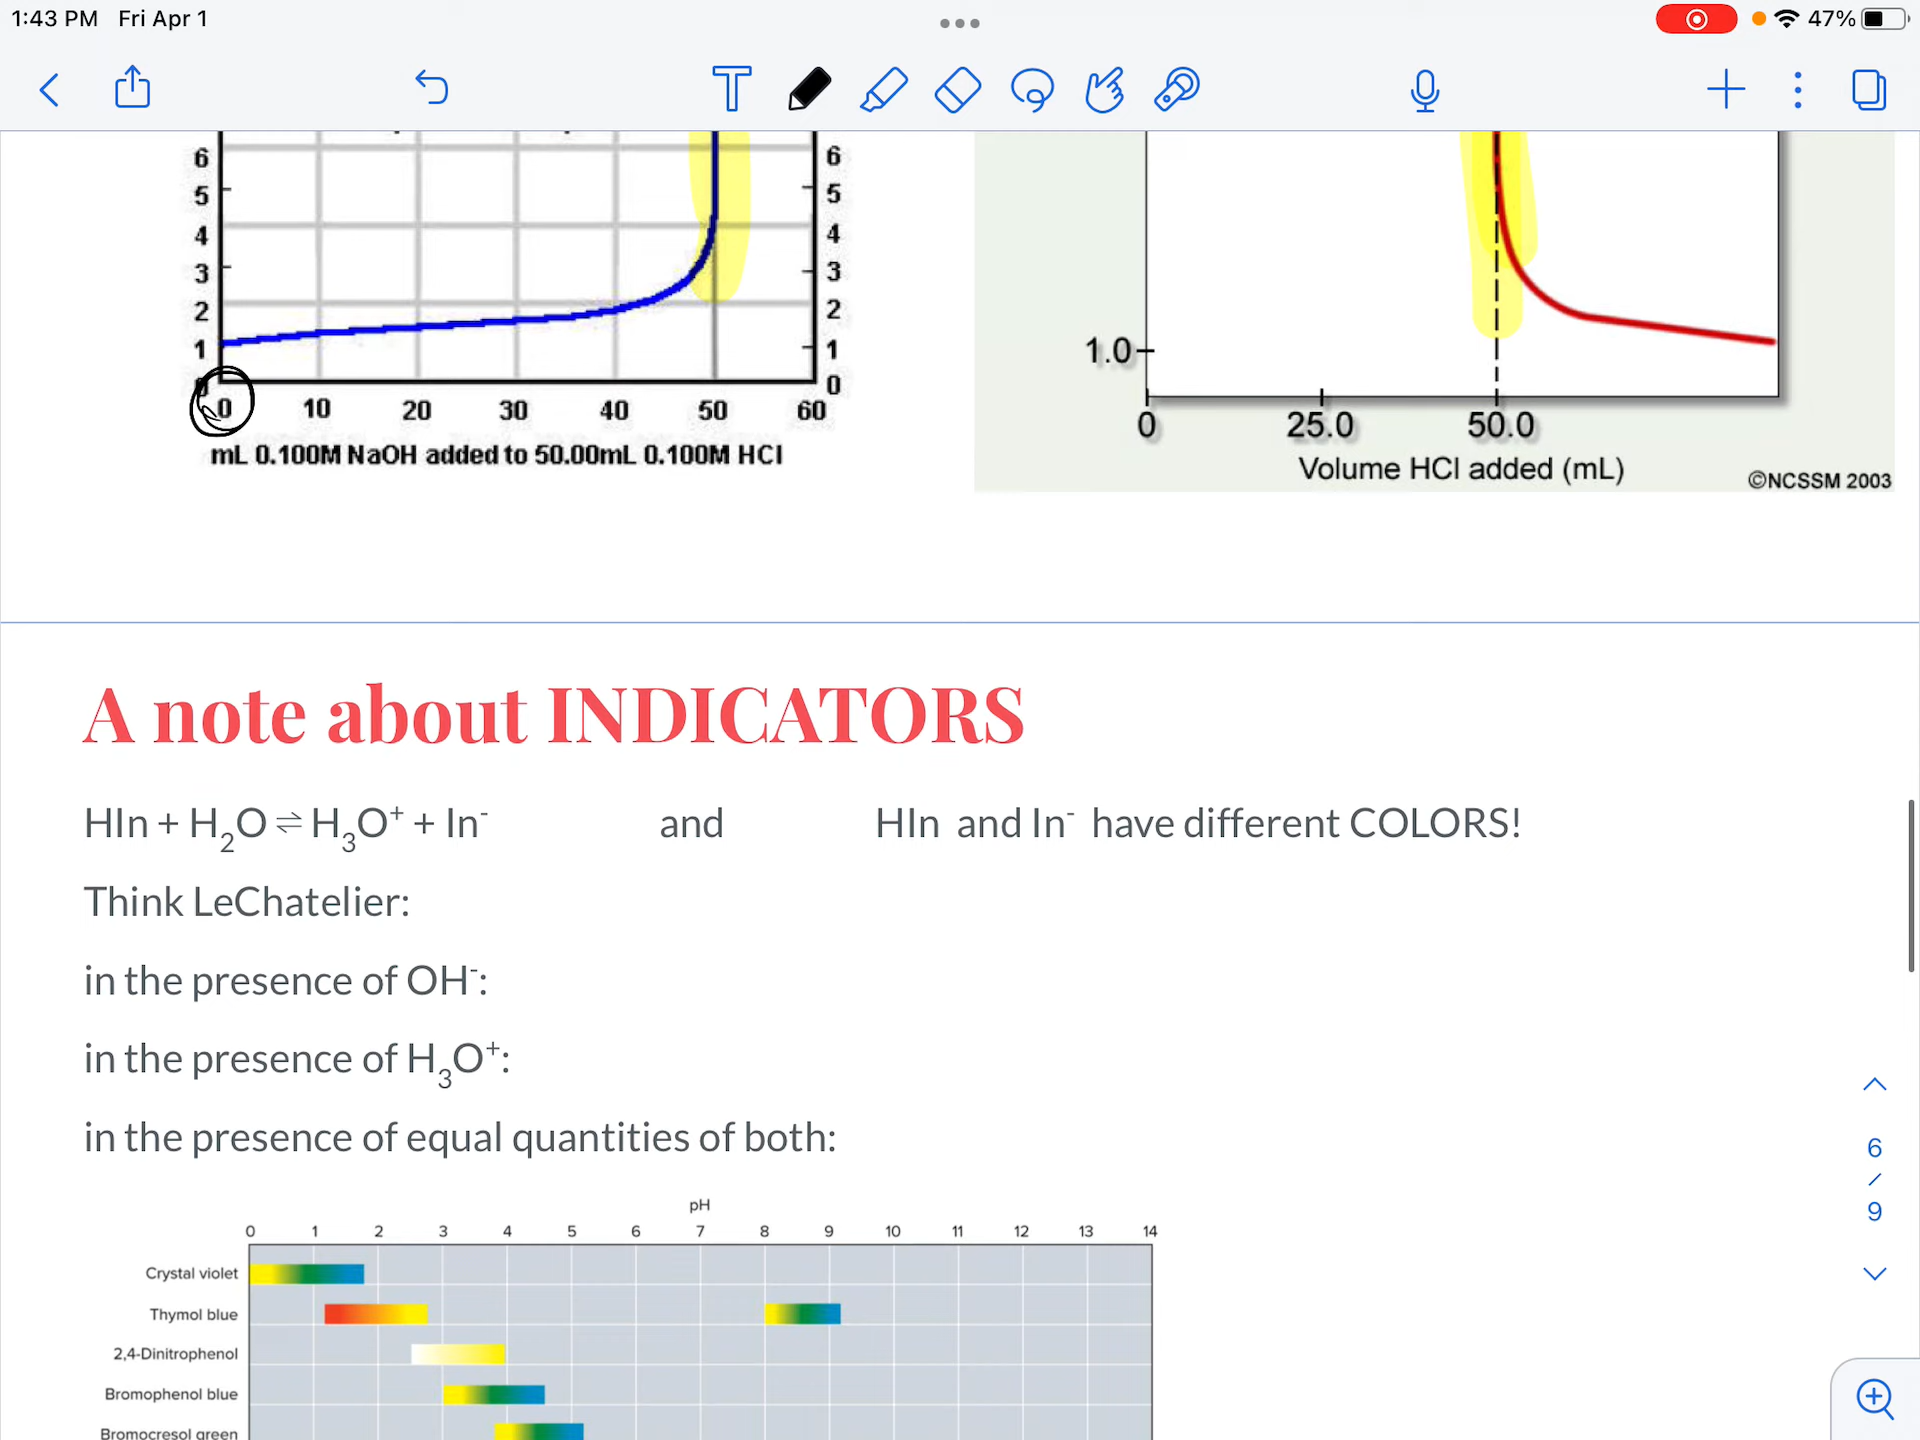 1:43 PM Fri Apr 1
47%
6 6
5 5
4 4
3 3
2 2
1 1
0 0
0 10 20 30 40 50 60
mL 0.100M NaOH added to 50.00mL 0.100M HCl
1.0
0 25.0 50.0
Volume HCl added (mL)
©NCSSM 2003
A note about INDICATORS
HIn + H₂O ⇌ H₃O⁺ + In⁻ and HIn and In⁻ have different COLORS!
Think LeChatelier:
in the presence of OH⁻:
in the presence of H₃O⁺:
in the presence of equal quantities of both:
6
/
9
pH
0 1 2 3 4 5 6 7 8 9 10 11 12 13 14
Crystal violet
Thymol blue
2,4-Dinitrophenol
Bromophenol blue
Bromocresol green